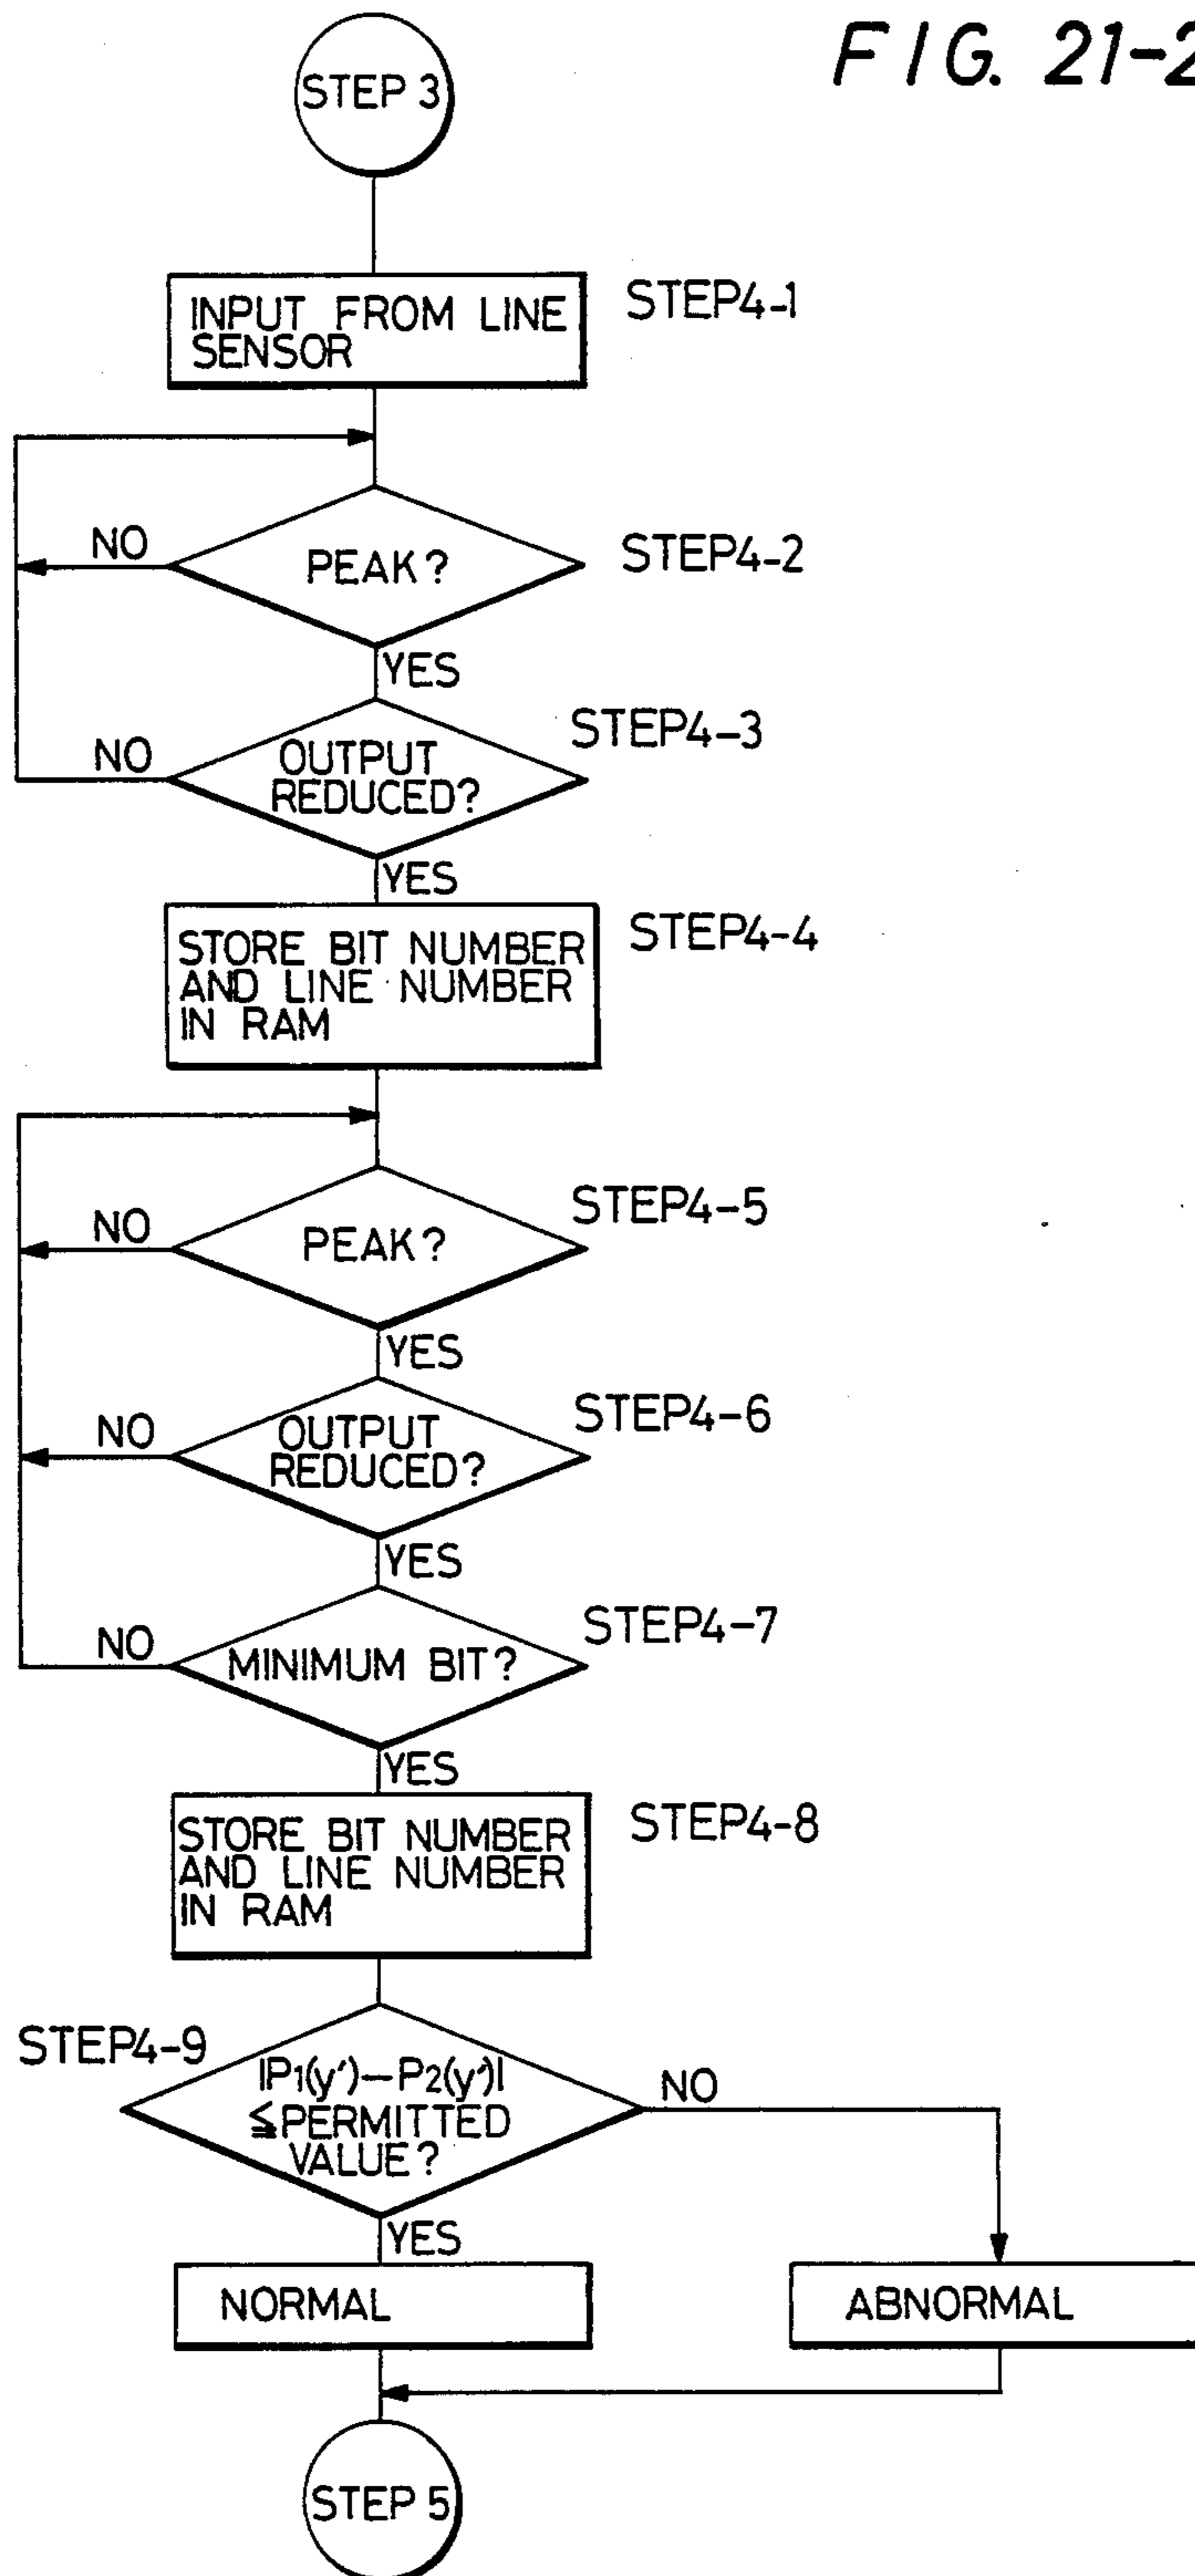 FIG. 21-2
STEP 3
INPUT FROM LINE
SENSOR
STEP4-1
NO
PEAK?
STEP4-2
YES
NO
OUTPUT
REDUCED?
STEP4-3
YES
STORE BIT NUMBER
AND LINE NUMBER
IN RAM
STEP4-4
NO
PEAK?
STEP4-5
YES
NO
OUTPUT
REDUCED?
STEP4-6
YES
NO
MINIMUM BIT?
STEP4-7
YES
STORE BIT NUMBER
AND LINE NUMBER
IN RAM
STEP4-8
STEP4-9
|P1(y')-P2(y')|
≦PERMITTED
VALUE?
NO
YES
NORMAL
ABNORMAL
STEP 5